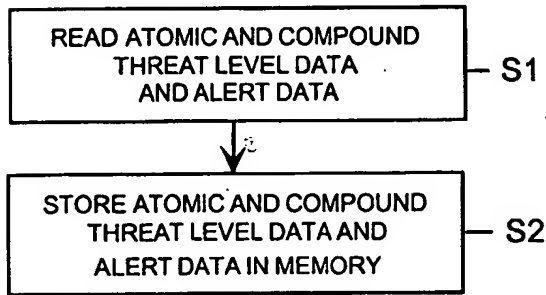 READ ATOMIC AND COMPOUND
THREAT LEVEL DATA
AND ALERT DATA
S1
STORE ATOMIC AND COMPOUND
THREAT LEVEL DATA AND
ALERT DATA IN MEMORY
S2